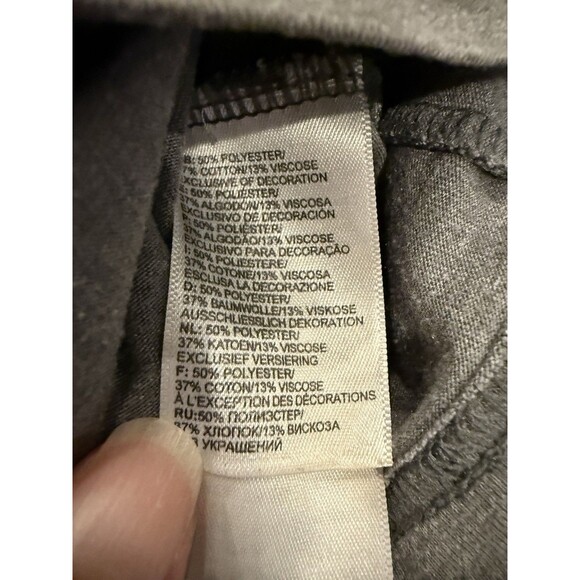 B: 50% POLYESTER/
7% COTTON/13% VISCOSE
EXCLUSIVE OF DECORATION
E: 50% POLIÉSTER/
37% ALGODÓN/13% VISCOSA
EXCLUSIVO DE DECORACIÓN
P: 50% POLIÉSTER/
37% ALGODÃO/13% VISCOSE
EXCLUSIVO PARA DECORAÇÃO
I: 50% POLIESTERE/
37% COTONE/13% VISCOSA
ESCLUSA LA DECORAZIONE
D: 50% POLYESTER/
37% BAUMWOLLE/13% VISKOSE
AUSSCHLIESSLICH DEKORATION
NL: 50% POLYESTER/
37% KATOEN/13% VISCOSE
EXCLUSIEF VERSIERING
F: 50% POLYESTER/
37% COTON/13% VISCOSE
À L'EXCEPTION DES DÉCORATIONS
RU:50% ПОЛИЭСТЕР/
37% ХЛОПОК/13% ВИСКОЗА
УКРАШЕНИЙ